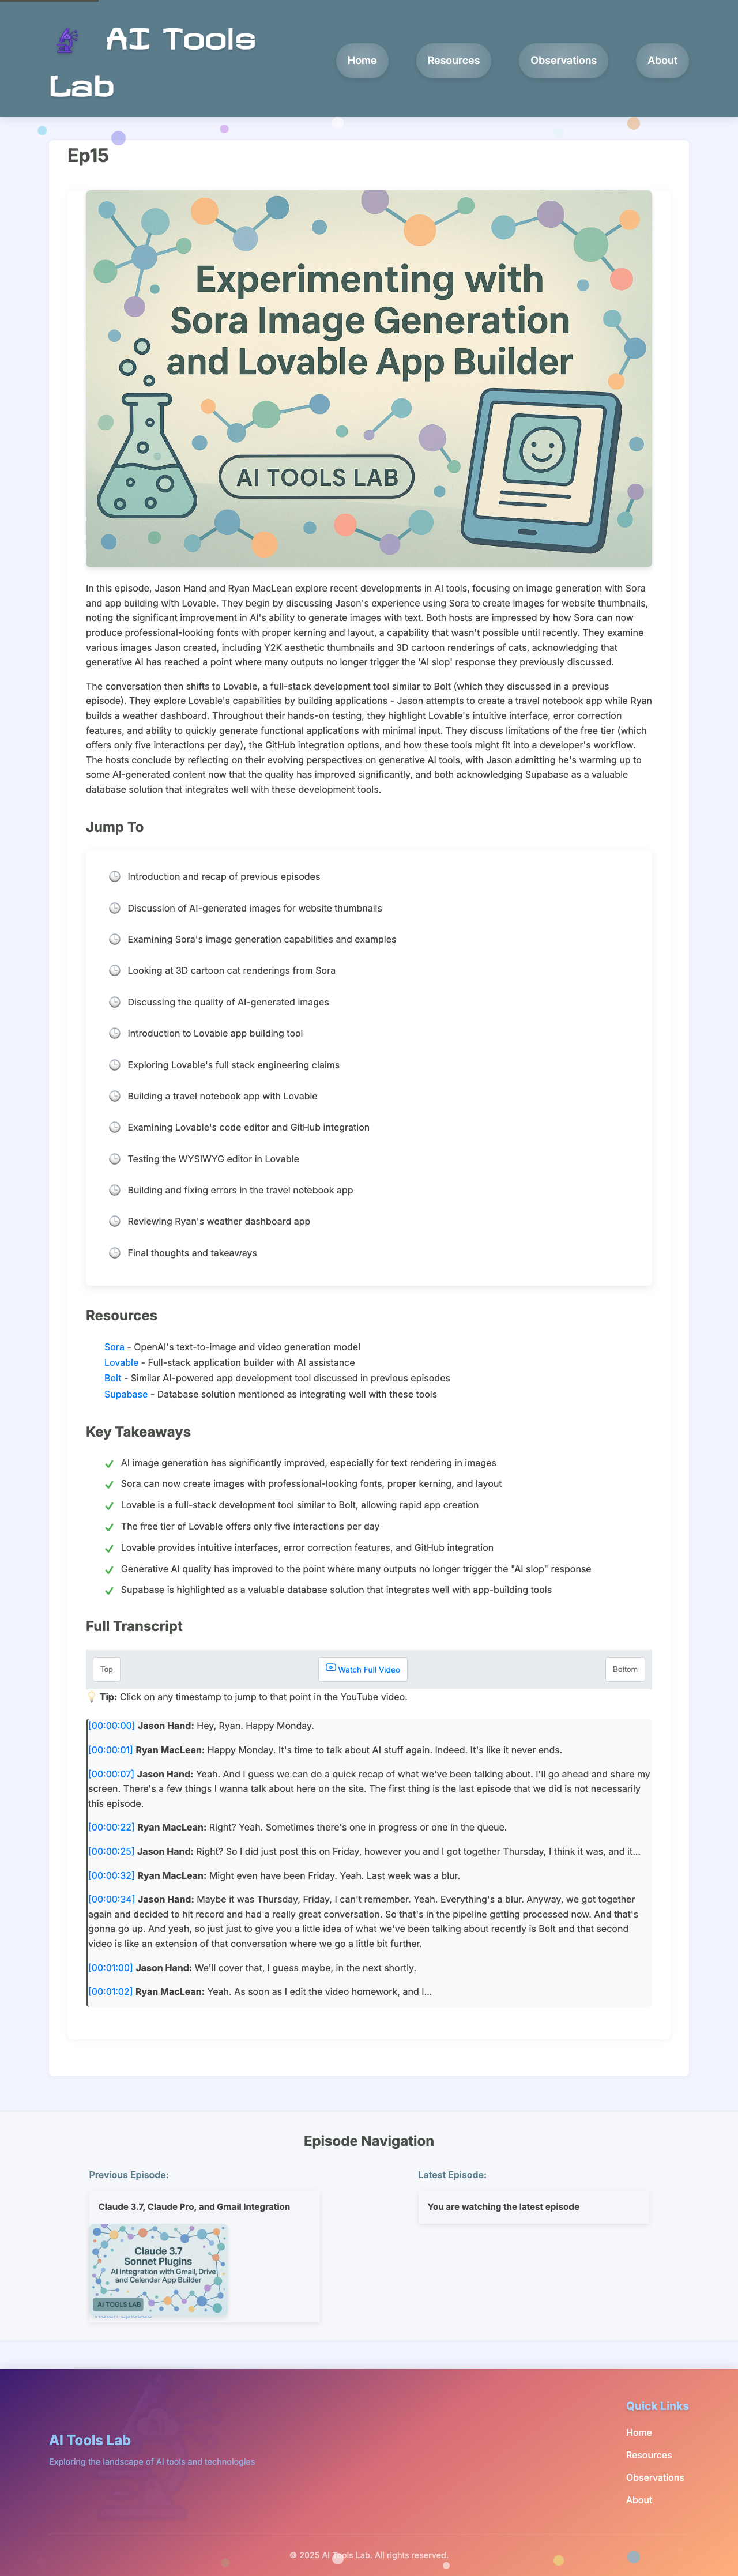 AI Tools
Lab
Home
Resources
Observations
About
Ep15
Experimenting with
Sora Image Generation
and Lovable App Builder
AI TOOLS LAB
In this episode, Jason Hand and Ryan MacLean explore recent developments in AI tools, focusing on image generation with Sora
and app building with Lovable. They begin by discussing Jason's experience using Sora to create images for website thumbnails,
noting the significant improvement in AI's ability to generate images with text. Both hosts are impressed by how Sora can now
produce professional-looking fonts with proper kerning and layout, a capability that wasn't possible until recently. They examine
various images Jason created, including Y2K aesthetic thumbnails and 3D cartoon renderings of cats, acknowledging that
generative AI has reached a point where many outputs no longer trigger the 'AI slop' response they previously discussed.
The conversation then shifts to Lovable, a full-stack development tool similar to Bolt (which they discussed in a previous
episode). They explore Lovable's capabilities by building applications - Jason attempts to create a travel notebook app while Ryan
builds a weather dashboard. Throughout their hands-on testing, they highlight Lovable's intuitive interface, error correction
features, and ability to quickly generate functional applications with minimal input. They discuss limitations of the free tier (which
offers only five interactions per day), the GitHub integration options, and how these tools might fit into a developer's workflow.
The hosts conclude by reflecting on their evolving perspectives on generative AI tools, with Jason admitting he's warming up to
some AI-generated content now that the quality has improved significantly, and both acknowledging Supabase as a valuable
database solution that integrates well with these development tools.
Jump To
Introduction and recap of previous episodes
Discussion of AI-generated images for website thumbnails
Examining Sora's image generation capabilities and examples
Looking at 3D cartoon cat renderings from Sora
Discussing the quality of AI-generated images
Introduction to Lovable app building tool
Exploring Lovable's full stack engineering claims
Building a travel notebook app with Lovable
Examining Lovable's code editor and GitHub integration
Testing the WYSIWYG editor in Lovable
Building and fixing errors in the travel notebook app
Reviewing Ryan's weather dashboard app
Final thoughts and takeaways
Resources
Sora - OpenAI's text-to-image and video generation model
Lovable - Full-stack application builder with AI assistance
Bolt - Similar AI-powered app development tool discussed in previous episodes
Supabase - Database solution mentioned as integrating well with these tools
Key Takeaways
AI image generation has significantly improved, especially for text rendering in images
Sora can now create images with professional-looking fonts, proper kerning, and layout
Lovable is a full-stack development tool similar to Bolt, allowing rapid app creation
The free tier of Lovable offers only five interactions per day
Lovable provides intuitive interfaces, error correction features, and GitHub integration
Generative AI quality has improved to the point where many outputs no longer trigger the "AI slop" response
Supabase is highlighted as a valuable database solution that integrates well with app-building tools
Full Transcript
Top
Watch Full Video
Bottom
Tip: Click on any timestamp to jump to that point in the YouTube video.
[00:00:00] Jason Hand: Hey, Ryan. Happy Monday.
[00:00:01] Ryan MacLean: Happy Monday. It's time to talk about AI stuff again. Indeed. It's like it never ends.
[00:00:07] Jason Hand: Yeah. And I guess we can do a quick recap of what we've been talking about. I'll go ahead and share my
screen. There's a few things I wanna talk about here on the site. The first thing is the last episode that we did is not necessarily
this episode.
[00:00:22] Ryan MacLean: Right? Yeah. Sometimes there's one in progress or one in the queue.
[00:00:25] Jason Hand: Right? So I did just post this on Friday, however you and I got together Thursday, I think it was, and it...
[00:00:32] Ryan MacLean: Might even have been Friday. Yeah. Last week was a blur.
[00:00:34] Jason Hand: Maybe it was Thursday, Friday, I can't remember. Yeah. Everything's a blur. Anyway, we got together
again and decided to hit record and had a really great conversation. So that's in the pipeline getting processed now. And that's
gonna go up. And yeah, so just just to give you a little idea of what we've been talking about recently is Bolt and that second
video is like an extension of that conversation where we go a little bit further.
[00:01:00] Jason Hand: We'll cover that, I guess maybe, in the next shortly.
[00:01:02] Ryan MacLean: Yeah. As soon as I edit the video homework, and I...
Episode Navigation
Previous Episode:
Claude 3.7, Claude Pro, and Gmail Integration
Claude 3.7
Sonnet Plugins
AI Integration with Gmail, Drive
and Calendar App Builder
AI TOOLS LAB
Latest Episode:
You are watching the latest episode
AI Tools Lab
Exploring the landscape of AI tools and technologies
Quick Links
Home
Resources
Observations
About
© 2025 AI Tools Lab. All rights reserved.